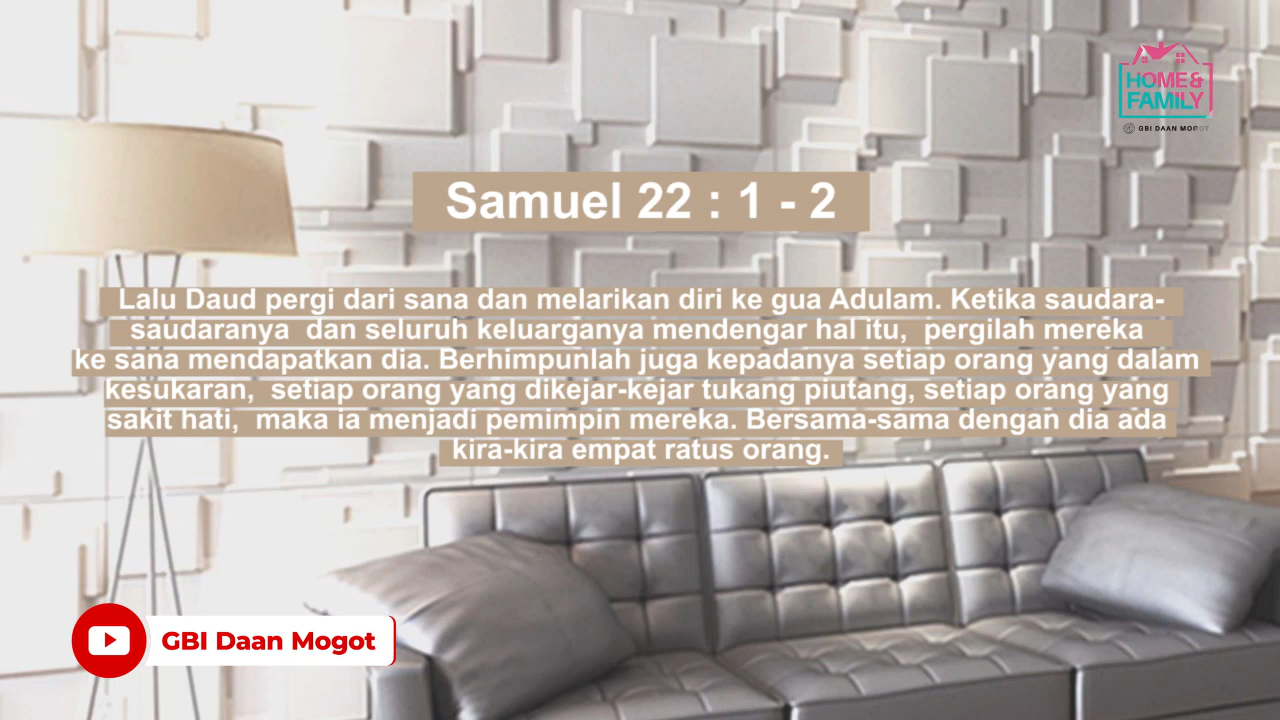 HOME&
FAMILY
GBI DAAN MOGOT
Samuel 22 : 1 - 2
Lalu Daud pergi dari sana dan melarikan diri ke gua Adulam. Ketika saudara-
saudaranya dan seluruh keluarganya mendengar hal itu, pergilah mereka
ke sana mendapatkan dia. Berhimpunlah juga kepadanya setiap orang yang dalam
kesukaran, setiap orang yang dikejar-kejar tukang piutang, setiap orang yang
sakit hati, maka ia menjadi pemimpin mereka. Bersama-sama dengan dia ada
kira-kira empat ratus orang.
GBI Daan Mogot